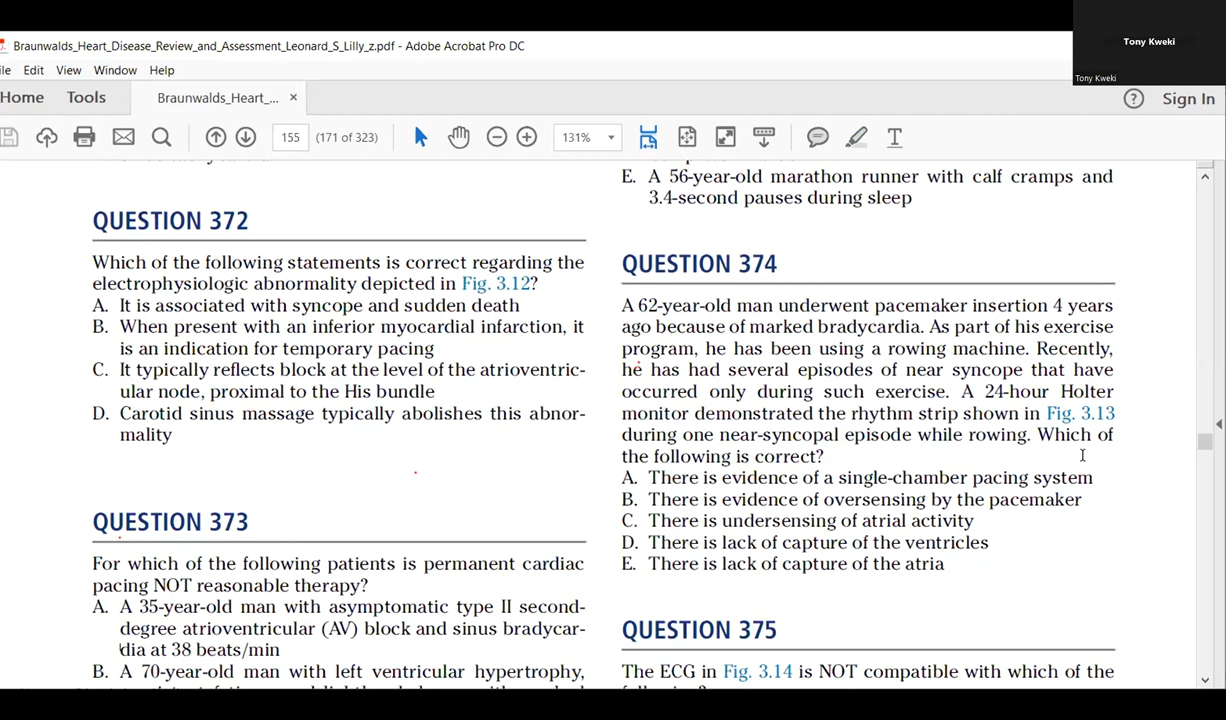 Tony Kweki
Tony Kweki
Braunwalds_Heart_Disease_Review_and_Assessment_Leonard_S_Lilly_z.pdf - Adobe Acrobat Pro DC
ile Edit View Window Help
Home Tools Braunwalds_Heart_... × ? Sign In
155 (171 of 323) 131%
QUESTION 372
Which of the following statements is correct regarding the
electrophysiologic abnormality depicted in Fig. 3.12?
A. It is associated with syncope and sudden death
B. When present with an inferior myocardial infarction, it
is an indication for temporary pacing
C. It typically reflects block at the level of the atrioventric-
ular node, proximal to the His bundle
D. Carotid sinus massage typically abolishes this abnor-
mality
QUESTION 373
For which of the following patients is permanent cardiac
pacing NOT reasonable therapy?
A. A 35-year-old man with asymptomatic type II second-
degree atrioventricular (AV) block and sinus bradycar-
dia at 38 beats/min
B. A 70-year-old man with left ventricular hypertrophy,
E. A 56-year-old marathon runner with calf cramps and
3.4-second pauses during sleep
QUESTION 374
A 62-year-old man underwent pacemaker insertion 4 years
ago because of marked bradycardia. As part of his exercise
program, he has been using a rowing machine. Recently,
he has had several episodes of near syncope that have
occurred only during such exercise. A 24-hour Holter
monitor demonstrated the rhythm strip shown in Fig. 3.13
during one near-syncopal episode while rowing. Which of
the following is correct?
A. There is evidence of a single-chamber pacing system
B. There is evidence of oversensing by the pacemaker
C. There is undersensing of atrial activity
D. There is lack of capture of the ventricles
E. There is lack of capture of the atria
QUESTION 375
The ECG in Fig. 3.14 is NOT compatible with which of the